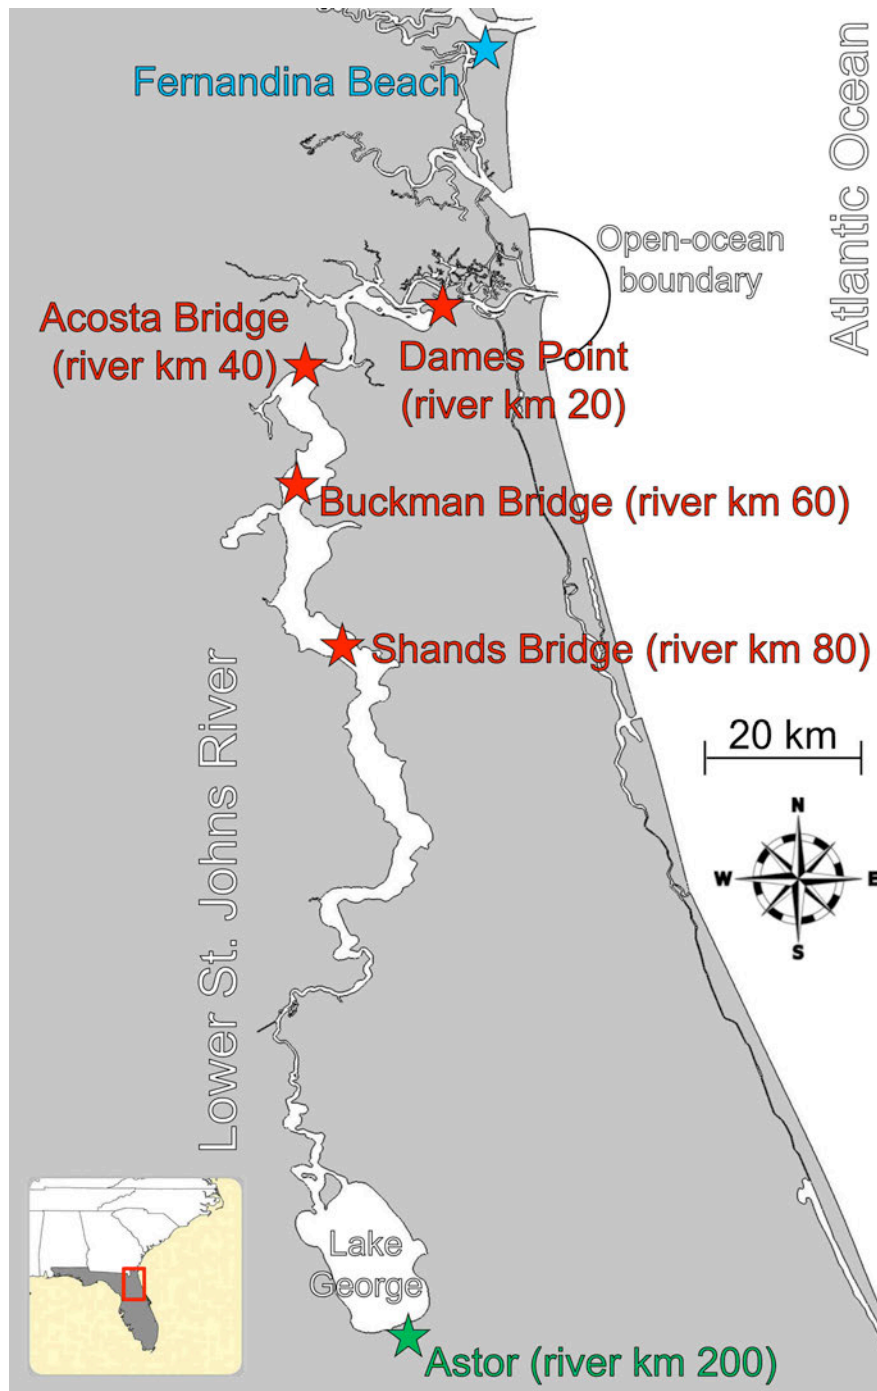 Fernandina Beach
Atlantic Ocean
Open-ocean
boundary
Acosta Bridge
(river km 40)
Dames Point
(river km 20)
Buckman Bridge (river km 60)
Shands Bridge (river km 80)
Lower St. Johns River
20 km
N
W
E
S
Lake
George
Astor (river km 200)